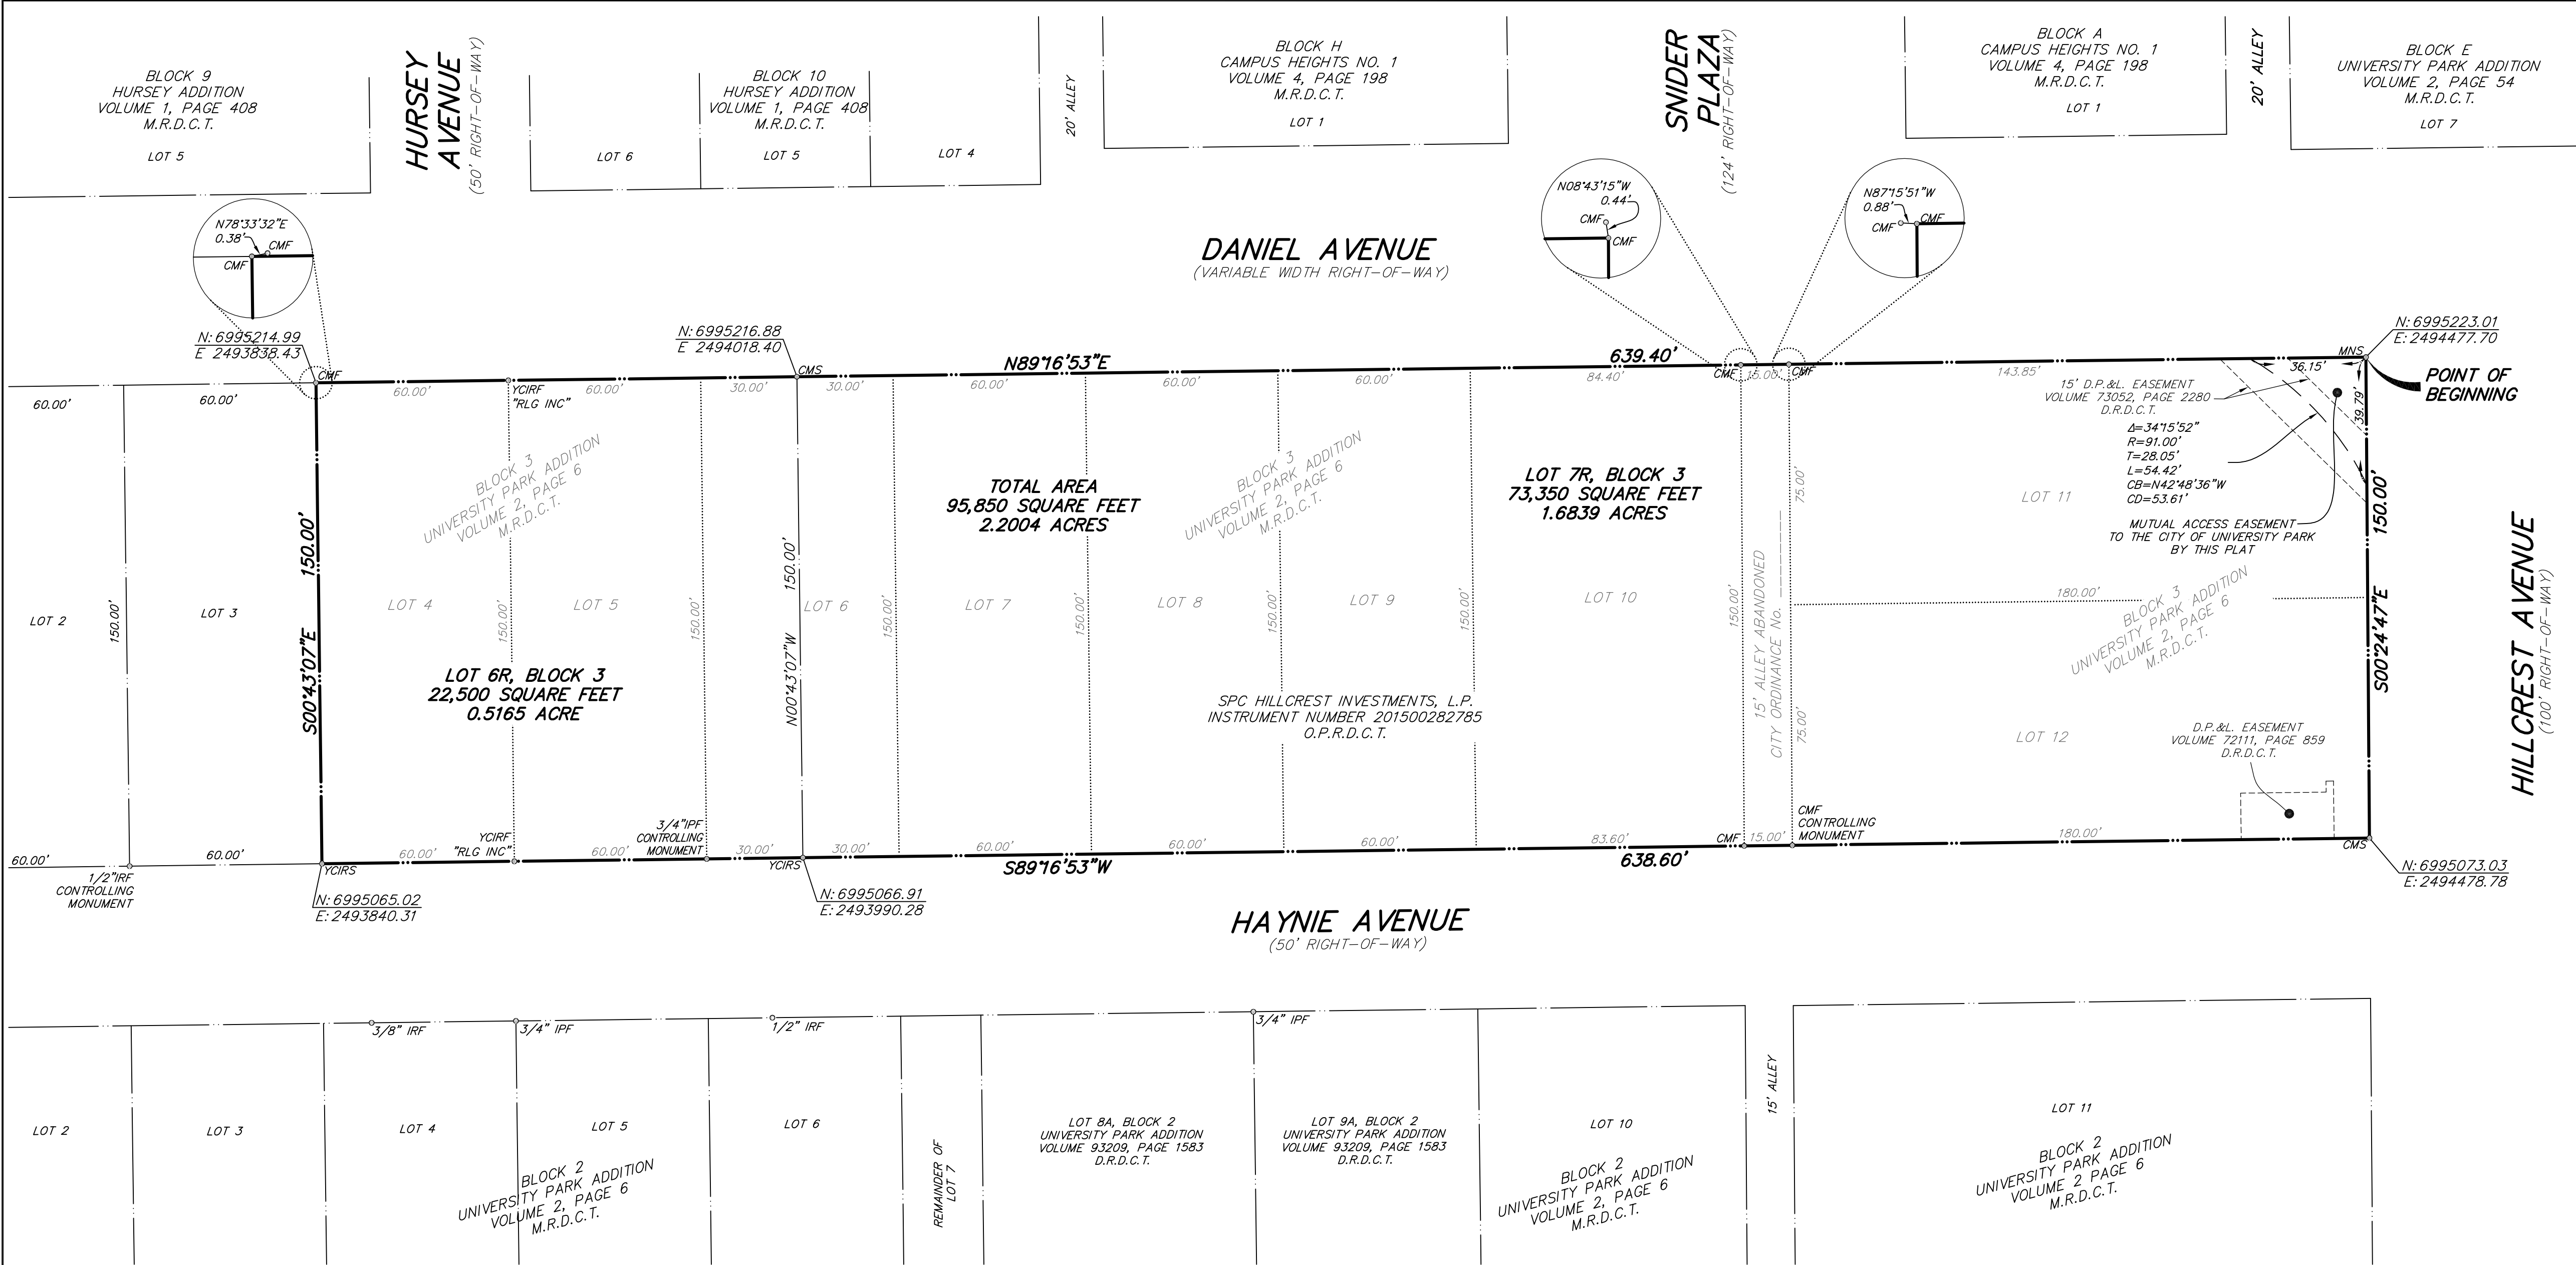 BLOCK 9
HURSEY ADDITION
VOLUME 1, PAGE 408
M.R.D.C.T.
LOT 5
HURSEY
AVENUE
(50' RIGHT-OF-WAY)
BLOCK 10
HURSEY ADDITION
VOLUME 1, PAGE 408
M.R.D.C.T.
LOT 6
LOT 5
LOT 4
20' ALLEY
BLOCK H
CAMPUS HEIGHTS NO. 1
VOLUME 4, PAGE 198
M.R.D.C.T.
LOT 1
SNIDER
PLAZA
(124' RIGHT-OF-WAY)
BLOCK A
CAMPUS HEIGHTS NO. 1
VOLUME 4, PAGE 198
M.R.D.C.T.
LOT 1
20' ALLEY
BLOCK E
UNIVERSITY PARK ADDITION
VOLUME 2, PAGE 54
M.R.D.C.T.
LOT 7
N78°33'32"E
0.38'
CMF
CMF
N08°43'15"W
0.44'
CMF
CMF
N87°15'51"W
0.88'
CMF
CMF
DANIEL AVENUE
(VARIABLE WIDTH RIGHT-OF-WAY)
N: 6995214.99
E 2493838.43
N: 6995216.88
E 2494018.40
N: 6995223.01
E: 2494477.70
CMF
CMS
N89°16'53"E
639.40'
MNS
POINT OF
BEGINNING
60.00'
60.00'
60.00'
YCIRF
"RLG INC"
60.00'
30.00'
30.00'
60.00'
60.00'
60.00'
84.40'
CMF
15.00'
CMF
143.85'
36.15'
39.79'
15' D.P.&L. EASEMENT
VOLUME 73052, PAGE 2280
D.R.D.C.T.
Δ=34°15'52"
R=91.00'
T=28.05'
L=54.42'
CB=N42°48'36"W
CD=53.61'
MUTUAL ACCESS EASEMENT
TO THE CITY OF UNIVERSITY PARK
BY THIS PLAT
BLOCK 3
UNIVERSITY PARK ADDITION
VOLUME 2, PAGE 6
M.R.D.C.T.
TOTAL AREA
95,850 SQUARE FEET
2.2004 ACRES
BLOCK 3
UNIVERSITY PARK ADDITION
VOLUME 2, PAGE 6
M.R.D.C.T.
LOT 7R, BLOCK 3
73,350 SQUARE FEET
1.6839 ACRES
LOT 11
LOT 2
150.00'
LOT 3
S00°43'07"E 150.00'
LOT 4
150.00'
LOT 5
150.00'
N00°43'07"W 150.00'
LOT 6
150.00'
LOT 7
150.00'
LOT 8
150.00'
LOT 9
150.00'
LOT 10
150.00'
15' ALLEY ABANDONED
CITY ORDINANCE No. ________
75.00'
75.00'
180.00'
BLOCK 3
UNIVERSITY PARK ADDITION
VOLUME 2, PAGE 6
M.R.D.C.T.
S00°24'47"E 150.00'
HILLCREST AVENUE
(100' RIGHT-OF-WAY)
LOT 6R, BLOCK 3
22,500 SQUARE FEET
0.5165 ACRE
SPC HILLCREST INVESTMENTS, L.P.
INSTRUMENT NUMBER 201500282785
O.P.R.D.C.T.
LOT 12
D.P.&L. EASEMENT
VOLUME 72111, PAGE 859
D.R.D.C.T.
60.00'
1/2"IRF
CONTROLLING
MONUMENT
60.00'
YCIRS
60.00'
YCIRF
"RLG INC"
60.00'
3/4"IPF
CONTROLLING
MONUMENT
30.00'
YCIRS
30.00'
60.00'
60.00'
60.00'
83.60'
CMF
15.00'
CMF
CONTROLLING
MONUMENT
180.00'
CMS
S89°16'53"W
638.60'
N: 6995065.02
E: 2493840.31
N: 6995066.91
E: 2493990.28
N: 6995073.03
E: 2494478.78
HAYNIE AVENUE
(50' RIGHT-OF-WAY)
3/8" IRF
3/4" IPF
1/2" IRF
3/4" IPF
LOT 2
LOT 3
LOT 4
LOT 5
LOT 6
BLOCK 2
UNIVERSITY PARK ADDITION
VOLUME 2, PAGE 6
M.R.D.C.T.
REMAINDER OF
LOT 7
LOT 8A, BLOCK 2
UNIVERSITY PARK ADDITION
VOLUME 93209, PAGE 1583
D.R.D.C.T.
LOT 9A, BLOCK 2
UNIVERSITY PARK ADDITION
VOLUME 93209, PAGE 1583
D.R.D.C.T.
LOT 10
BLOCK 2
UNIVERSITY PARK ADDITION
VOLUME 2, PAGE 6
M.R.D.C.T.
15' ALLEY
LOT 11
BLOCK 2
UNIVERSITY PARK ADDITION
VOLUME 2 PAGE 6
M.R.D.C.T.